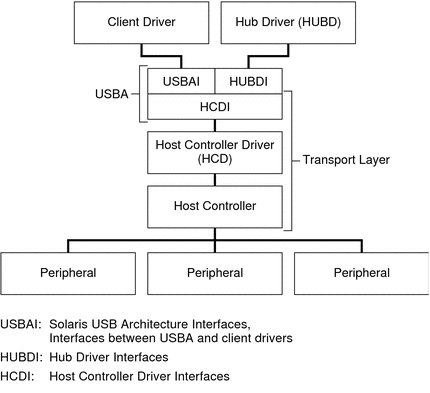 Client Driver
Hub Driver (HUBD)
USBA
USBAI
HUBDI
HCDI
Host Controller Driver
(HCD)
Transport Layer
Host Controller
Peripheral
Peripheral
Peripheral
USBAI: Solaris USB Architecture Interfaces,
Interfaces between USBA and client drivers
HUBDI: Hub Driver Interfaces
HCDI: Host Controller Driver Interfaces